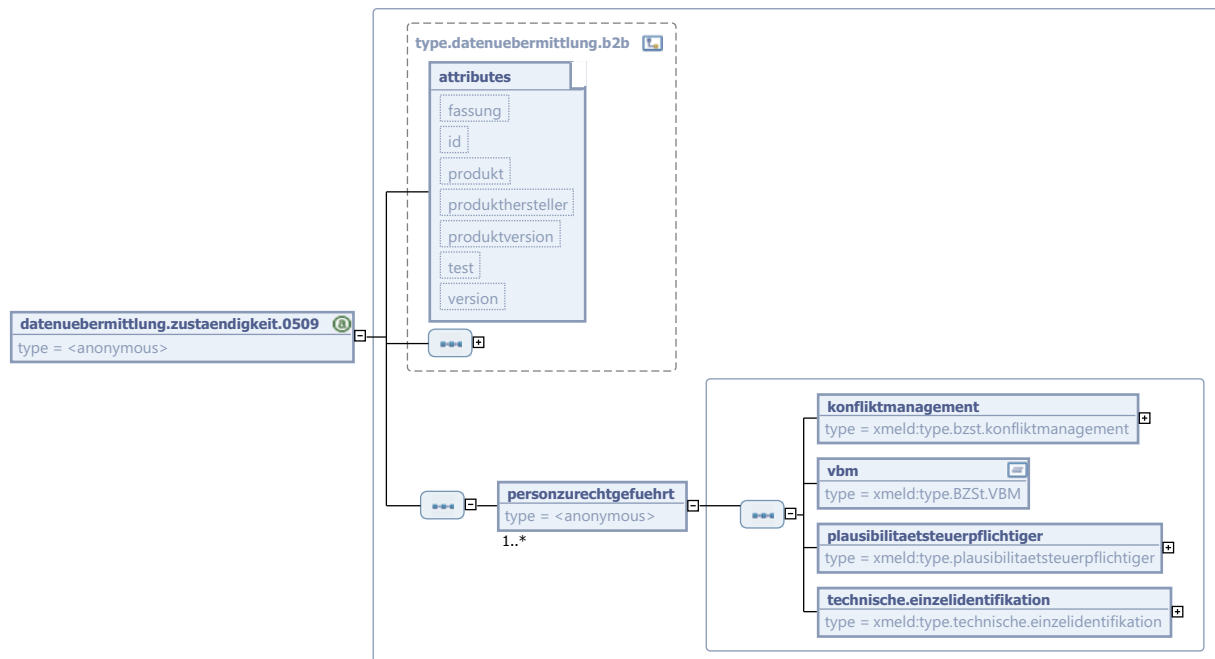 type.datenuebermittlung.b2b
attributes
fassung
id
produkt
produkthersteller
produktversion
test
version
datenuebermittlung.zustaendigkeit.0509
type = <anonymous>
personzurechtgefuehrt
type = <anonymous>
1..*
konfliktmanagement
type = xmeld:type.bzst.konfliktmanagement
vbm
type = xmeld:type.BZSt.VBM
plausibilitaetsteuerpflichtiger
type = xmeld:type.plausibilitaetsteuerpflichtiger
technische.einzelidentifikation
type = xmeld:type.technische.einzelidentifikation